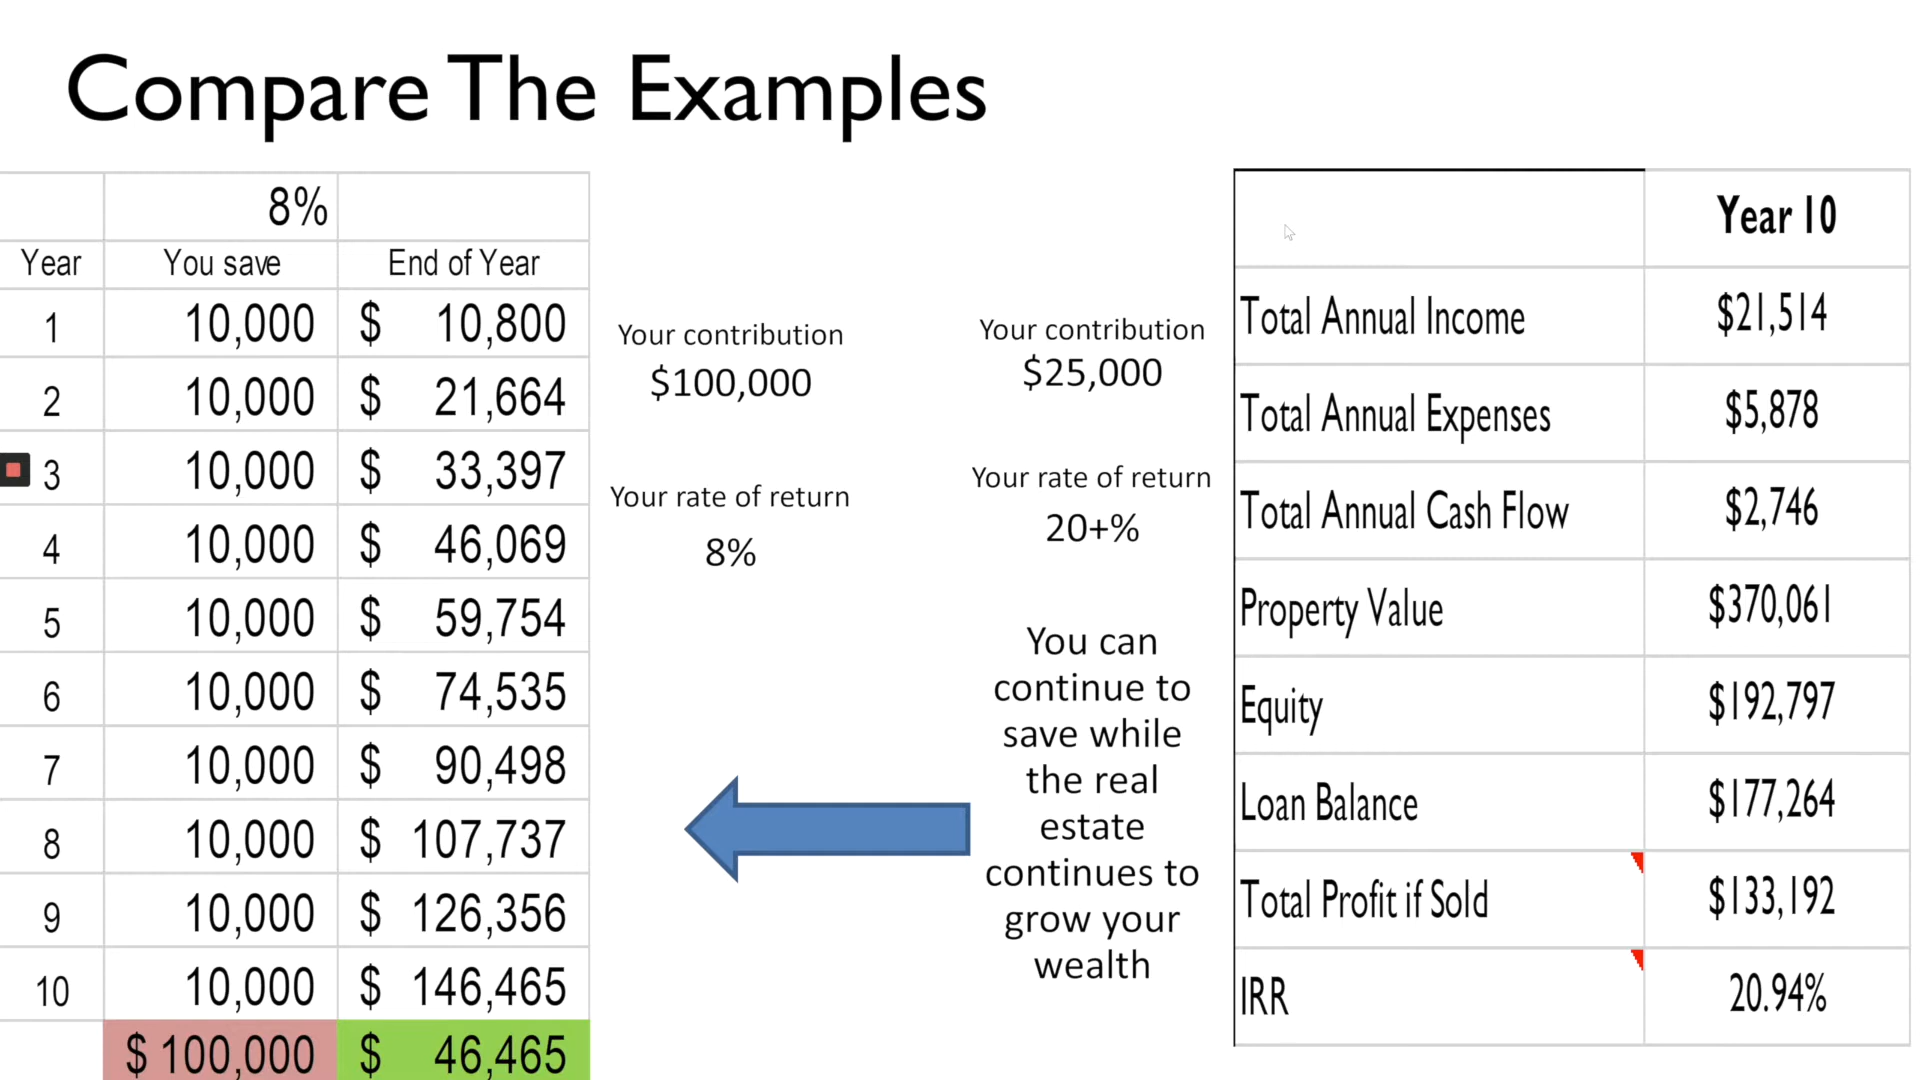 Compare The Examples
8%
Year You save End of Year
1 10,000 $ 10,800
2 10,000 $ 21,664
3 10,000 $ 33,397
4 10,000 $ 46,069
5 10,000 $ 59,754
6 10,000 $ 74,535
7 10,000 $ 90,498
8 10,000 $ 107,737
9 10,000 $ 126,356
10 10,000 $ 146,465
$ 100,000 $ 46,465
Your contribution
$100,000
Your rate of return
8%
Your contribution
$25,000
Your rate of return
20+%
You can
continue to
save while
the real
estate
continues to
grow your
wealth
Year 10
Total Annual Income $21,514
Total Annual Expenses $5,878
Total Annual Cash Flow $2,746
Property Value $370,061
Equity $192,797
Loan Balance $177,264
Total Profit if Sold $133,192
IRR 20.94%